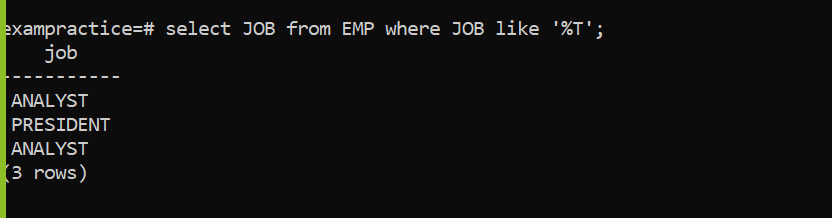 exampractice=# select JOB from EMP where JOB like '%T';
job
-----------
ANALYST
PRESIDENT
ANALYST
(3 rows)